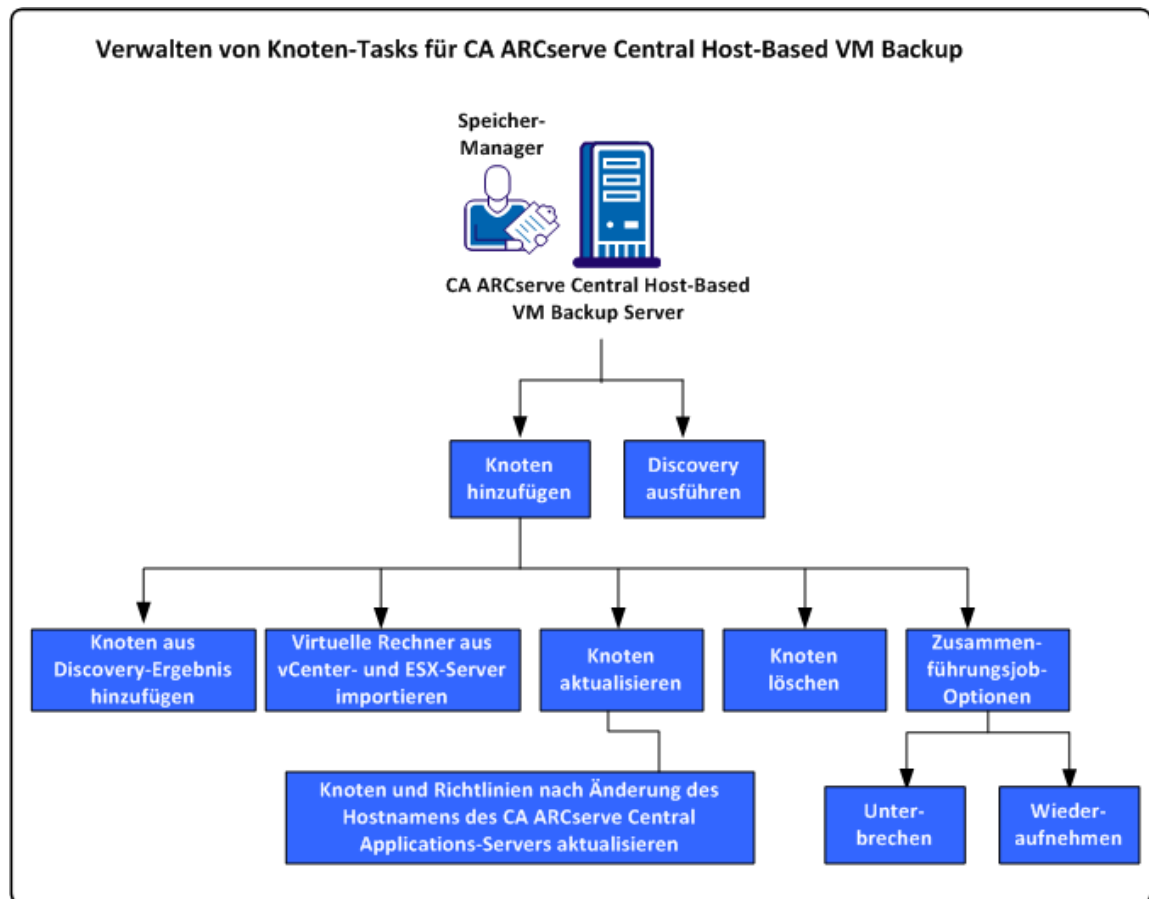 Verwalten von Knoten-Tasks für CA ARCserve Central Host-Based VM Backup
Speicher-
Manager
CA ARCserve Central Host-Based
VM Backup Server
Knoten
hinzufügen
Discovery
ausführen
Knoten aus
Discovery-Ergebnis
hinzufügen
Virtuelle Rechner aus
vCenter- und ESX-Server
importieren
Knoten
aktualisieren
Knoten
löschen
Zusammen-
führungsjob-
Optionen
Knoten und Richtlinien nach Änderung des
Hostnamens des CA ARCserve Central
Applications-Servers aktualisieren
Unter-
brechen
Wieder-
aufnehmen